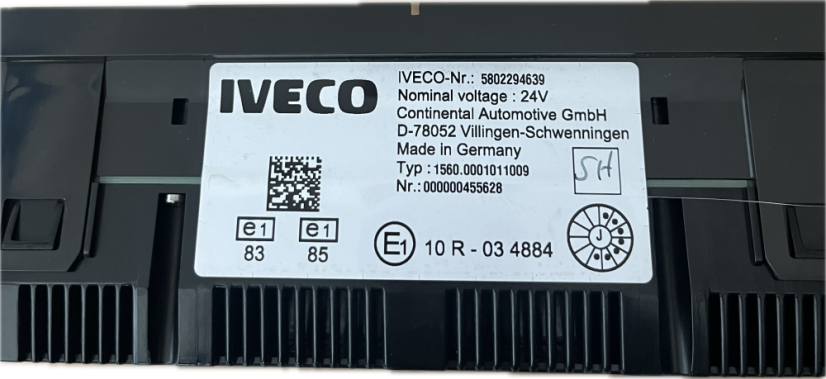 IVECO
IVECO-Nr.: 5802294639
Nominal voltage : 24V
Continental Automotive GmbH
D-78052 Villingen-Schwenningen
Made in Germany
Typ : 1560.0001011009
Nr.: 000000455628
SH
e1 e1
83 85
E1 10 R - 03 4884
J